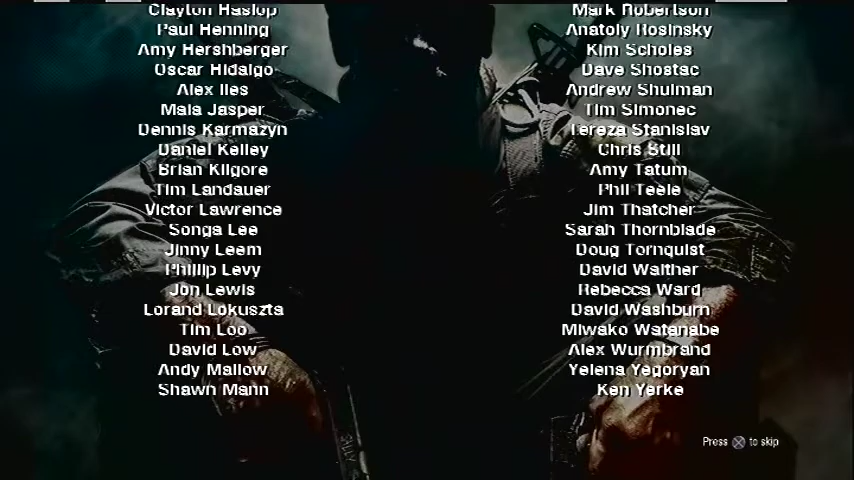 Clayton Haslop
Paul Henning
Amy Hershberger
Oscar Hidalgo
Alex Iles
Maia Jasper
Dennis Karmazyn
Daniel Kelley
Brian Kilgore
Tim Landauer
Victor Lawrence
Songa Lee
Jinny Leem
Phillip Levy
Jon Lewis
Lorand Lokuszta
Tim Loo
David Low
Andy Mallow
Shawn Mann
Mark Robertson
Anatoly Rosinsky
Kim Scholes
Dave Shostac
Andrew Shulman
Tim Simonec
Tereza Stanislav
Chris Still
Amy Tatum
Phil Teele
Jim Thatcher
Sarah Thornblade
Doug Tornquist
David Walther
Rebecca Ward
David Washburn
Miwako Watanabe
Alex Wurmbrand
Yelena Yegoryan
Ken Yerke
Press X to skip